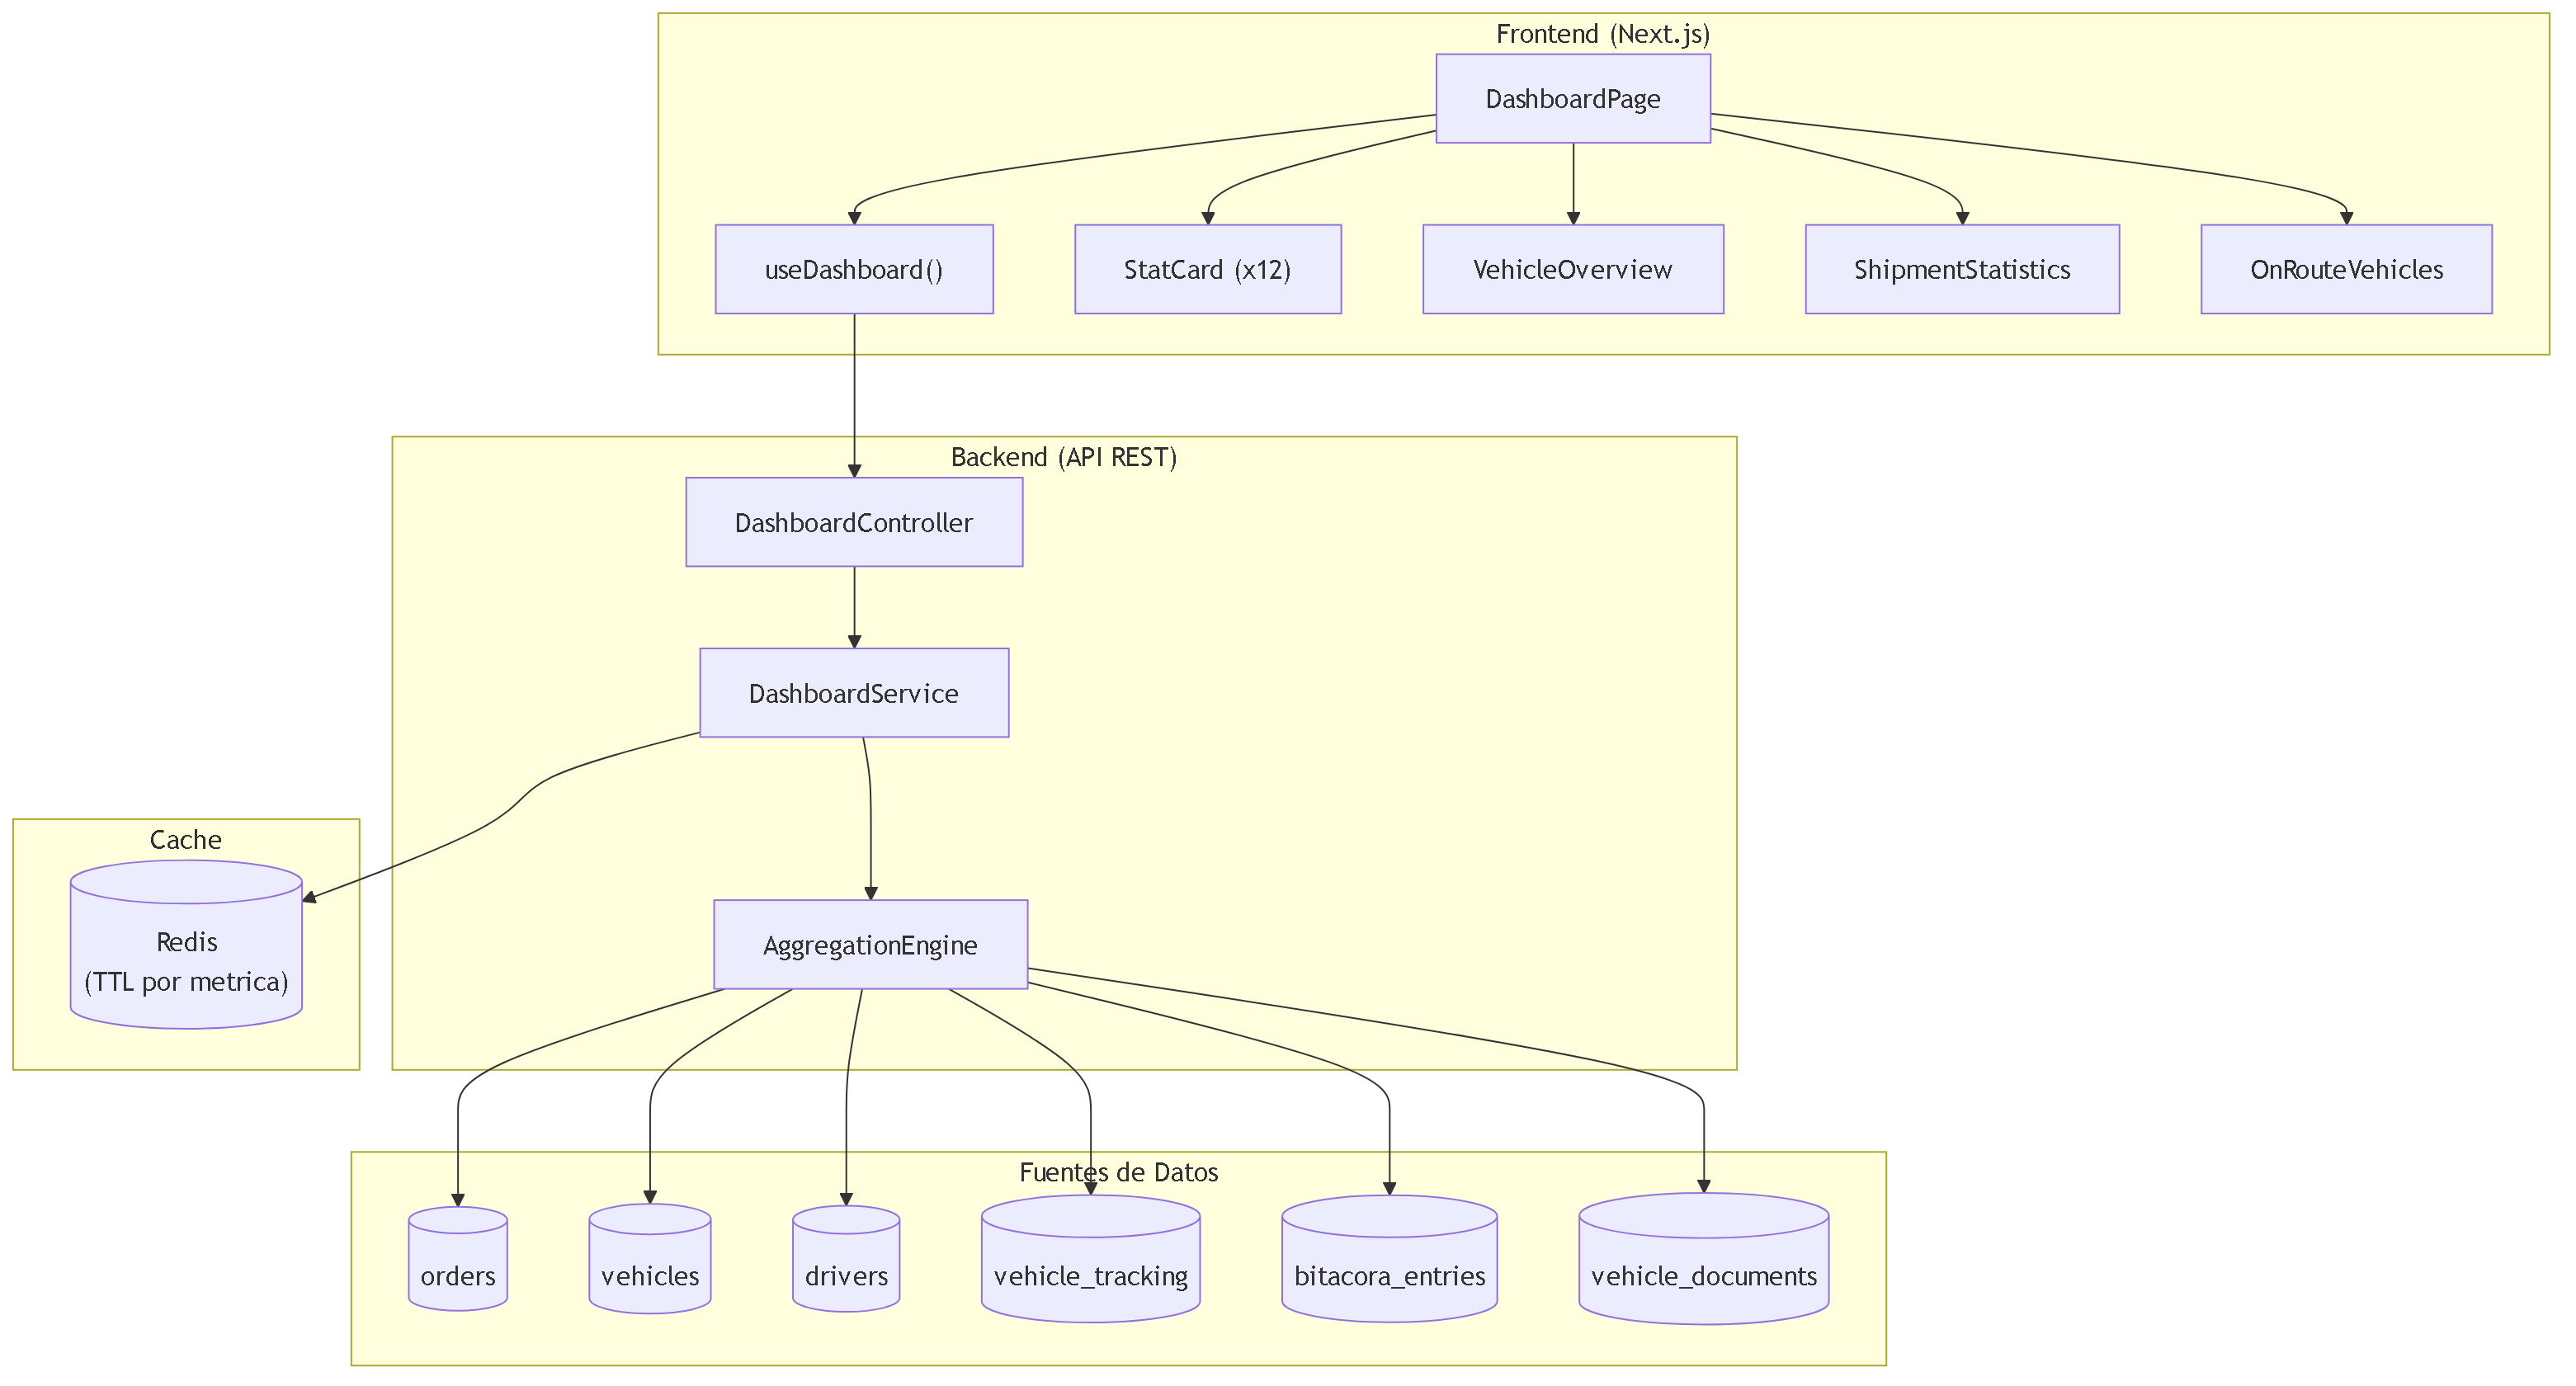 Frontend (Next.js)
DashboardPage
useDashboard()
StatCard (x12)
VehicleOverview
ShipmentStatistics
OnRouteVehicles
Backend (API REST)
DashboardController
DashboardService
Cache
Redis
(TTL por metrica)
AggregationEngine
Fuentes de Datos
orders
vehicles
drivers
vehicle_tracking
bitacora_entries
vehicle_documents